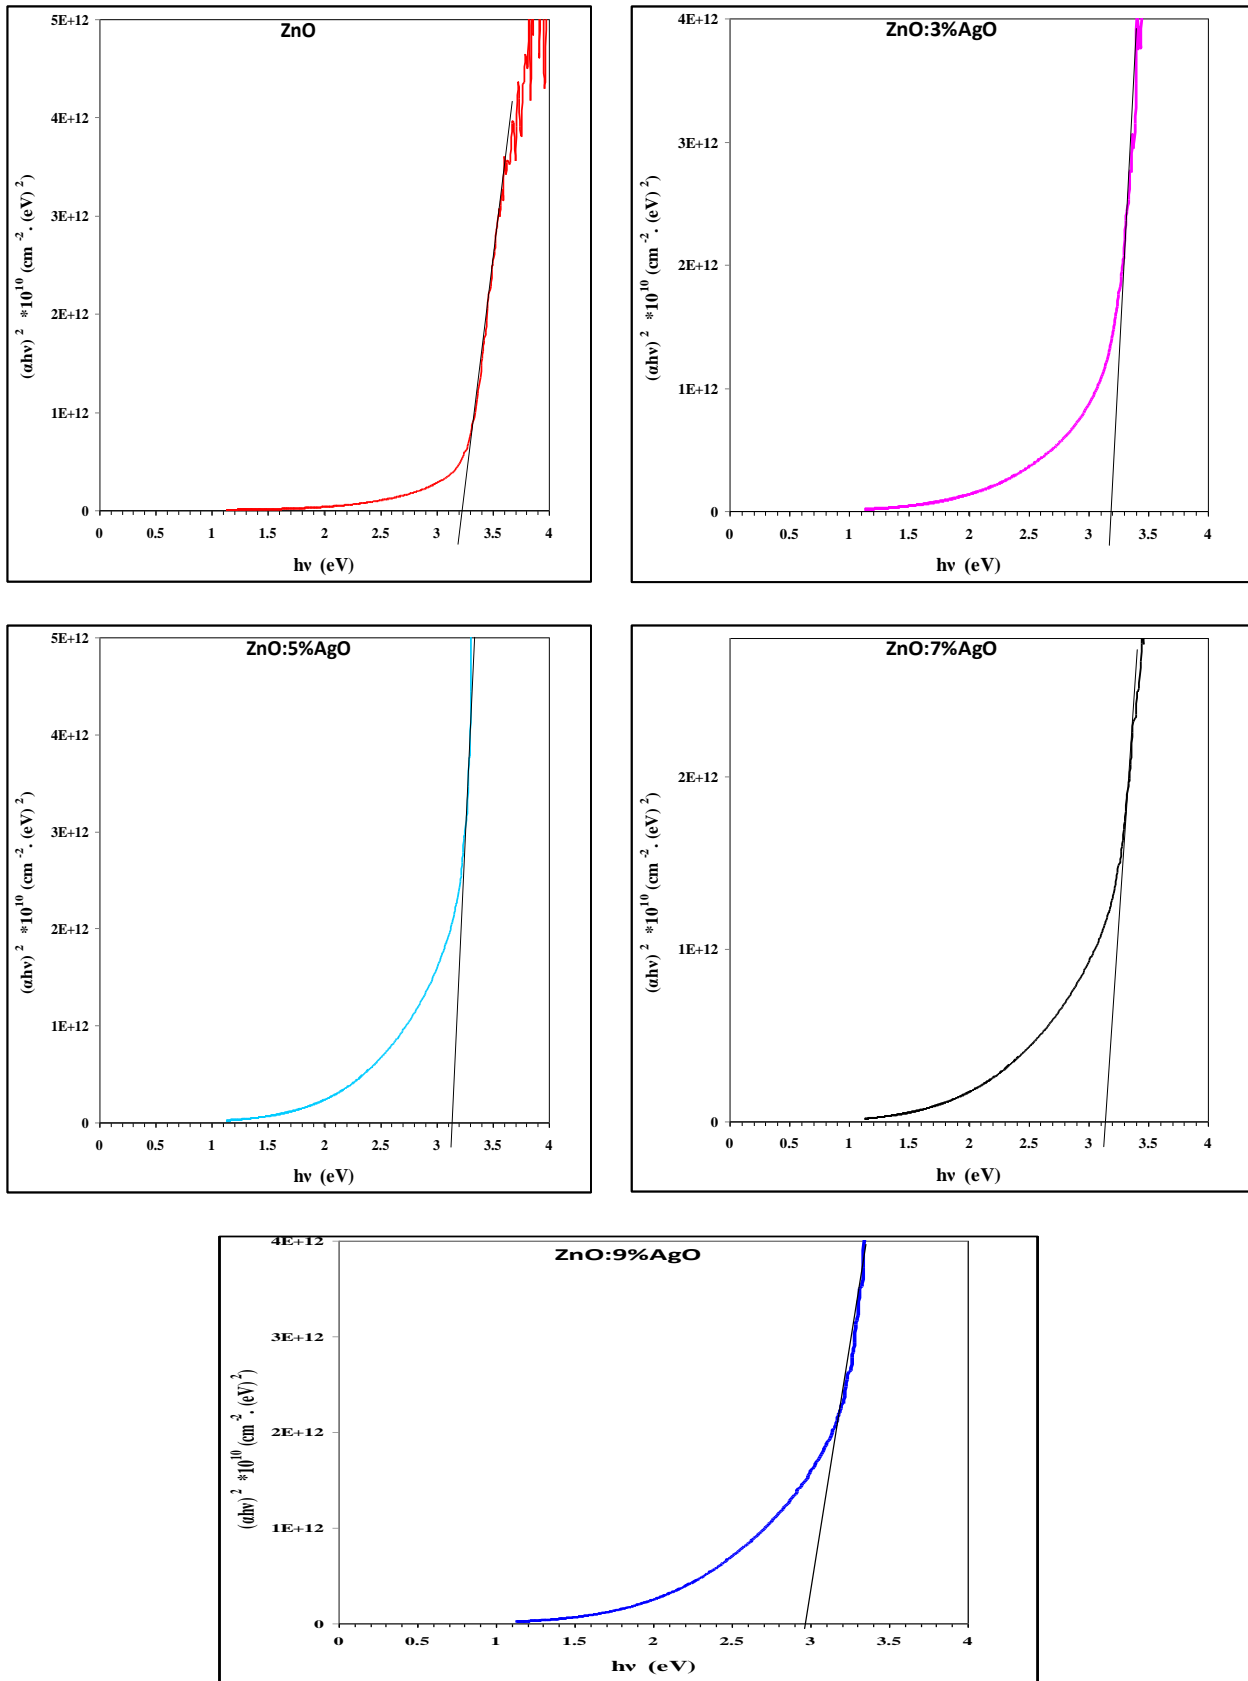 ZnO
5E+12
4E+12
3E+12
2E+12
1E+12
0
0 0.5 1 1.5 2 2.5 3 3.5 4
(αhν) ² *10¹⁰ (cm ⁻². (eV) ²)
hν (eV)
ZnO:3%AgO
4E+12
3E+12
2E+12
1E+12
0
0 0.5 1 1.5 2 2.5 3 3.5 4
(αhν) ² *10¹⁰ (cm ⁻². (eV) ²)
hν (eV)
ZnO:5%AgO
5E+12
4E+12
3E+12
2E+12
1E+12
0
0 0.5 1 1.5 2 2.5 3 3.5 4
(αhν) ² *10¹⁰ (cm ⁻². (eV) ²)
hν (eV)
ZnO:7%AgO
2E+12
1E+12
0
0 0.5 1 1.5 2 2.5 3 3.5 4
(αhν) ² *10¹⁰ (cm ⁻². (eV) ²)
hν (eV)
ZnO:9%AgO
4E+12
3E+12
2E+12
1E+12
0
0 0.5 1 1.5 2 2.5 3 3.5 4
(αhν) ² *10¹⁰ (cm ⁻². (eV) ²)
hν (eV)